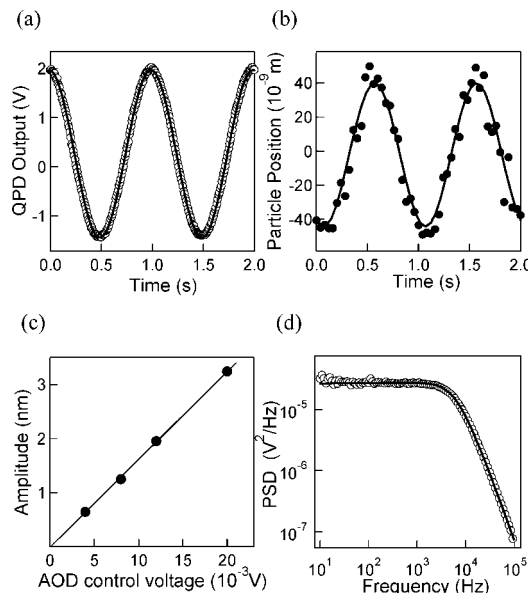 (a)
(b)
QPD Output (V)
2
1
0
-1
0.0 0.5 1.0 1.5 2.0
Time (s)
Particle Position (10⁻⁹ m)
40
20
0
-20
-40
0.0 0.5 1.0 1.5 2.0
Time (s)
(c)
(d)
Amplitude (nm)
3
2
1
0 5 10 15 20
AOD control voltage (10⁻³V)
PSD (V²/Hz)
10⁻⁵
10⁻⁶
10⁻⁷
10¹ 10² 10³ 10⁴ 10⁵
Frequency (Hz)